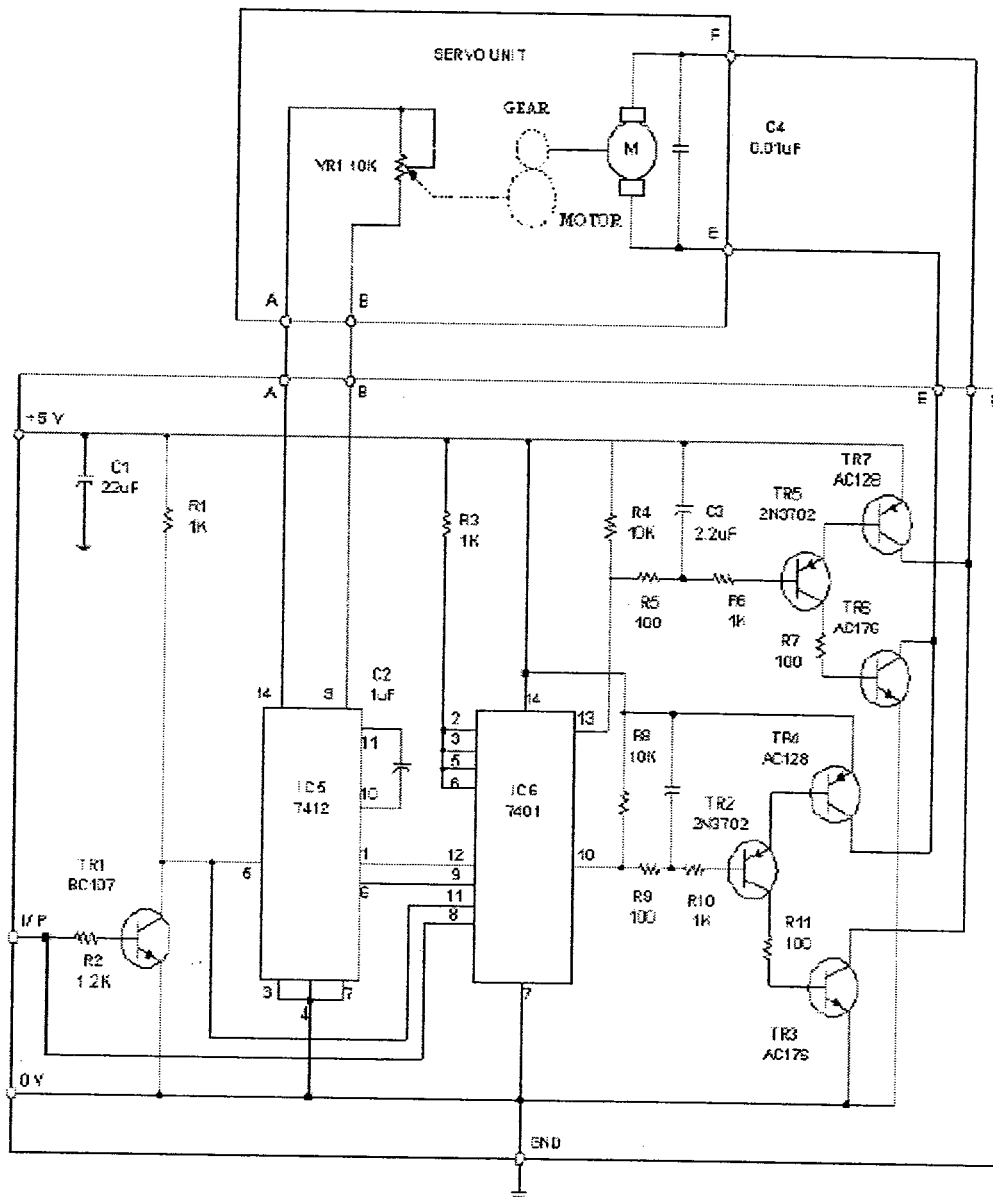 F
SERVO UNIT
GEAR
C4
0.01uF
M
VR1 10K
MOTOR
E
A
B
A
B
E
+5 V
C1
22uF
R1
1K
R3
1K
R4
10K
C3
2.2uF
TR5
2N3702
TR7
AC128
R5
100
R6
1K
TR6
AC176
R7
100
C2
1uF
14
9
11
IC5
7412
10
1
6
5
3
4
7
14
2
3
5
6
13
IC6
7401
12
9
11
8
10
7
R8
10K
TR4
AC128
TR2
2N3702
R9
100
R10
1K
R11
100
TR3
AC176
TR1
BC107
I/P
R2
1.2K
0 V
GND